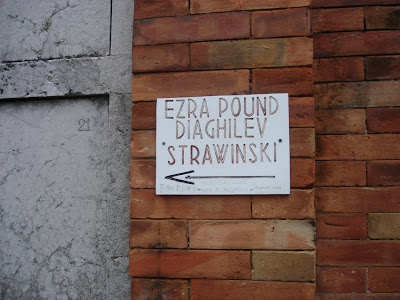 EZRA POUND
DIAGHILEV
STRAWINSKI
21